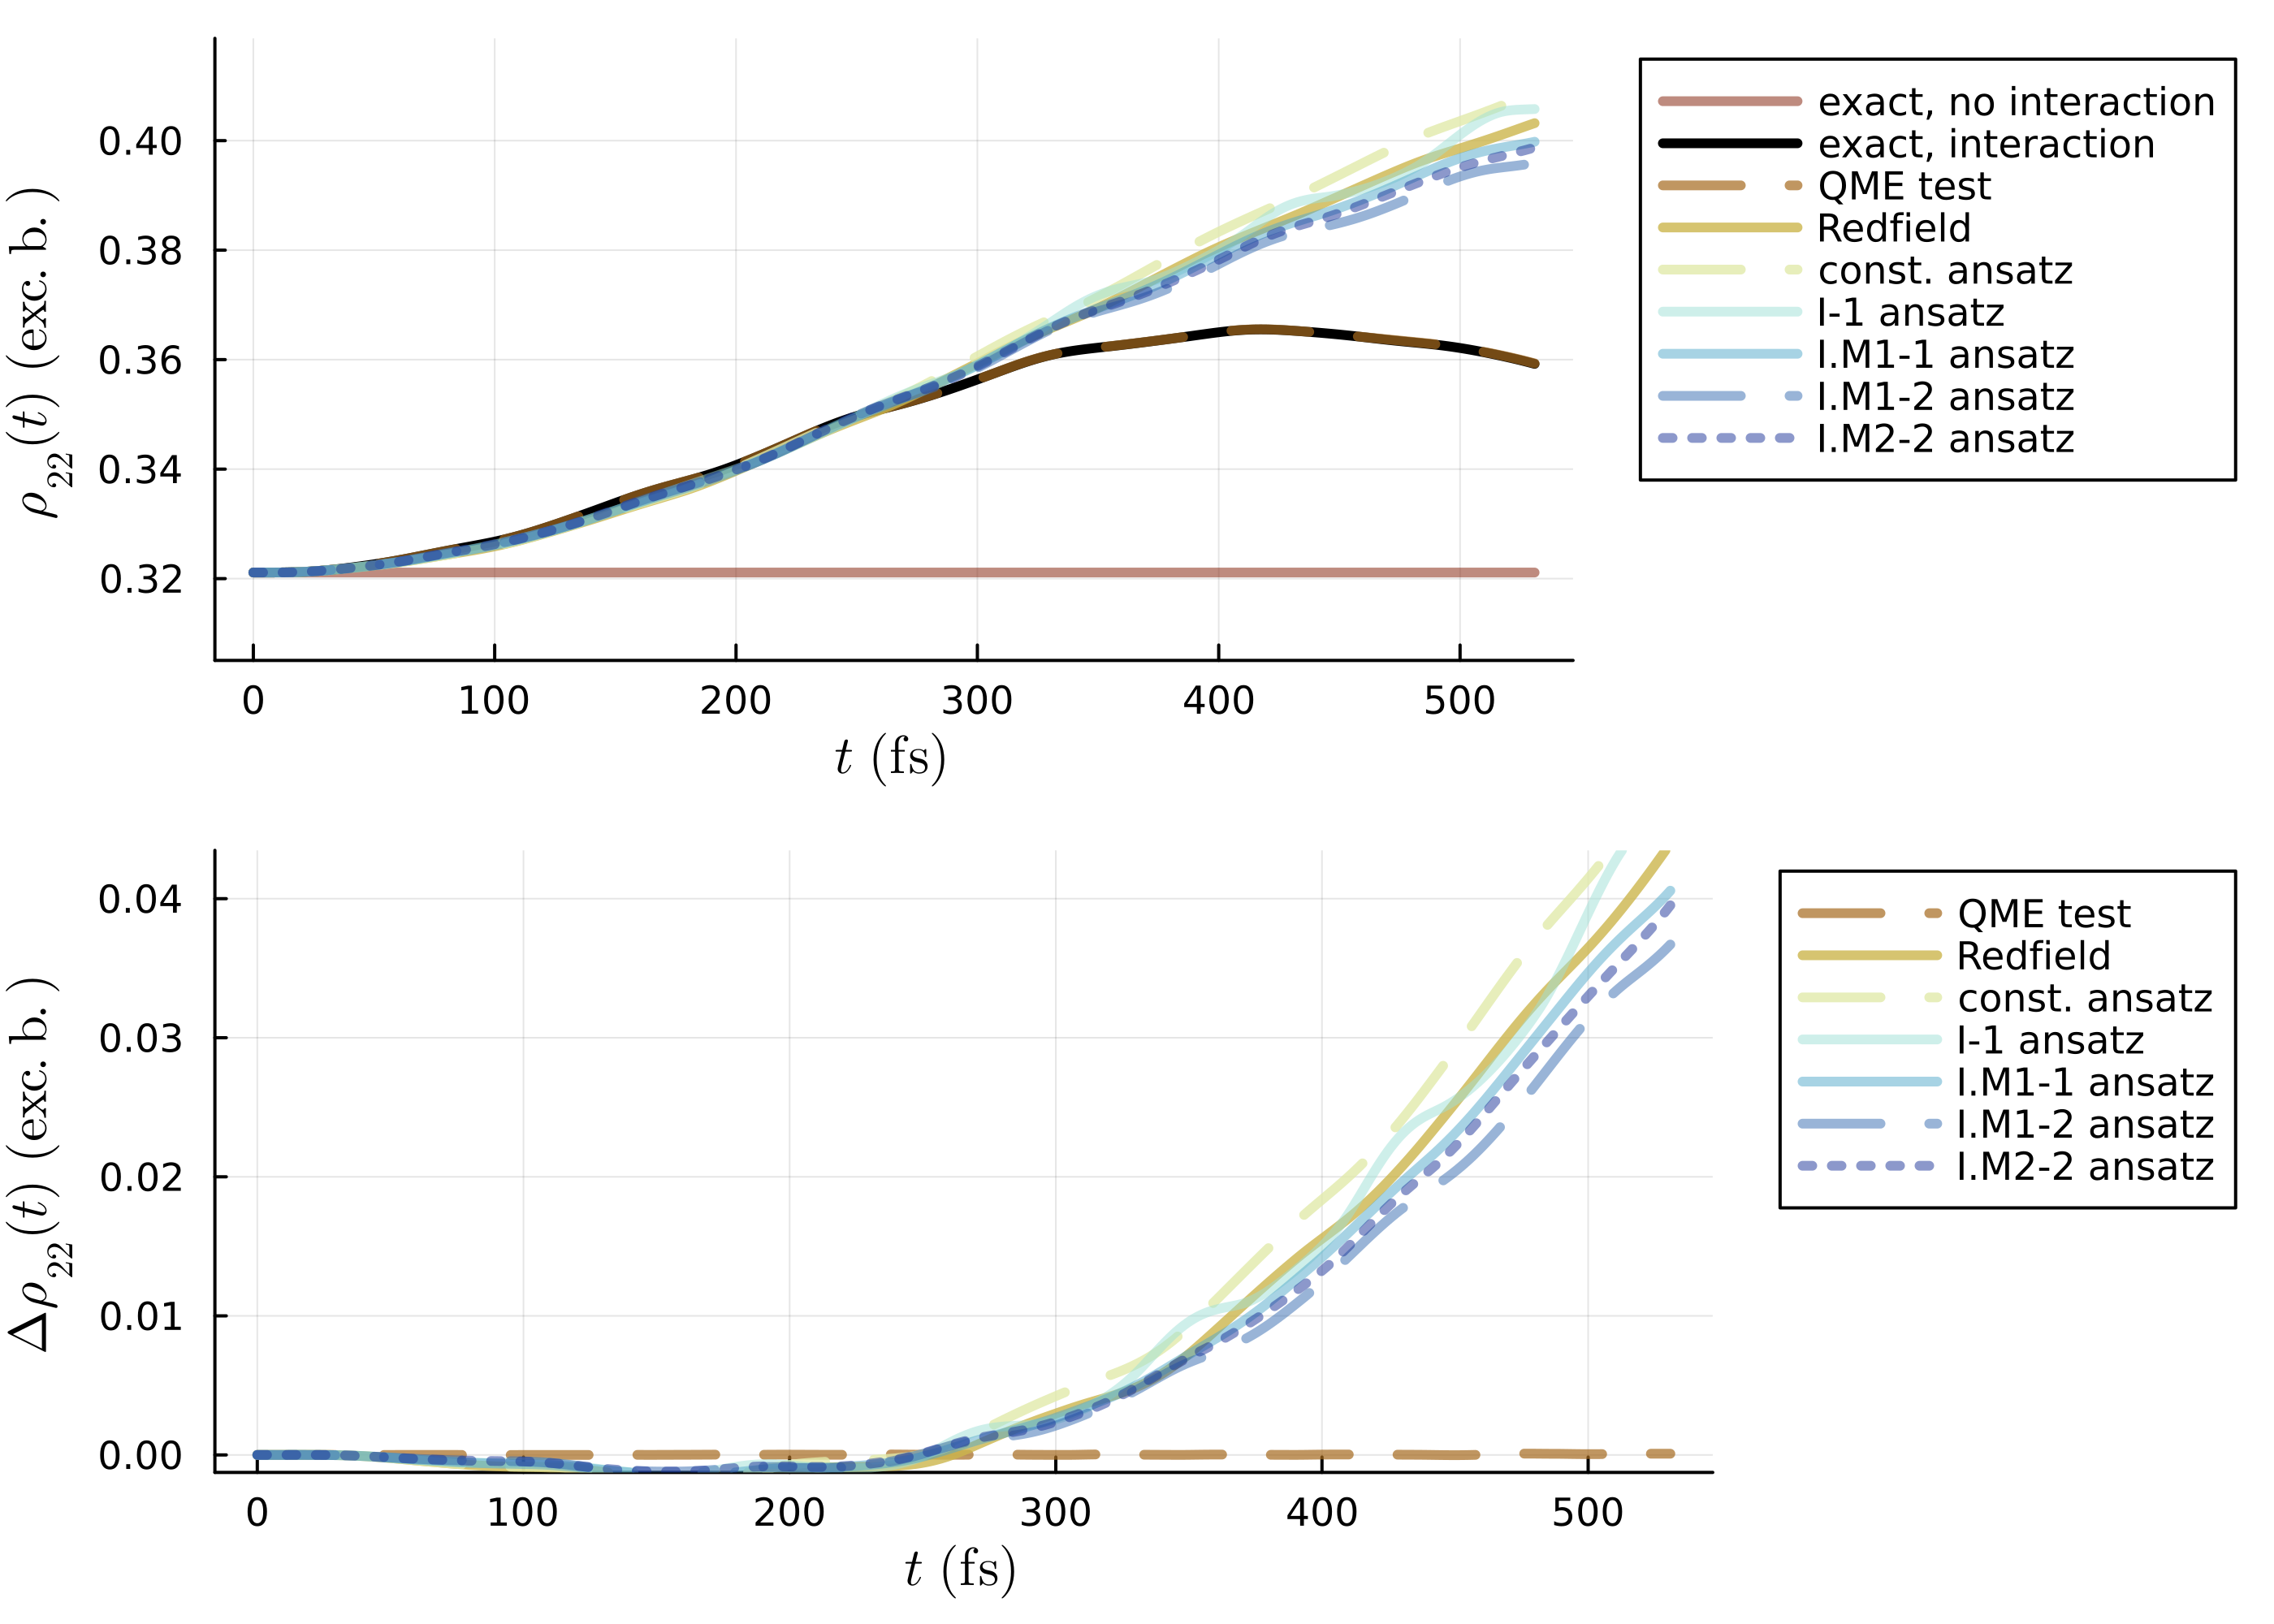 ρ22(t) (exc. b. )
0.40
0.38
0.36
0.34
0.32
0 100 200 300 400 500
t (fs)
exact, no interaction
exact, interaction
QME test
Redfield
const. ansatz
I-1 ansatz
I.M1-1 ansatz
I.M1-2 ansatz
I.M2-2 ansatz
Δρ22(t) (exc. b. )
0.04
0.03
0.02
0.01
0.00
0 100 200 300 400 500
t (fs)
QME test
Redfield
const. ansatz
I-1 ansatz
I.M1-1 ansatz
I.M1-2 ansatz
I.M2-2 ansatz